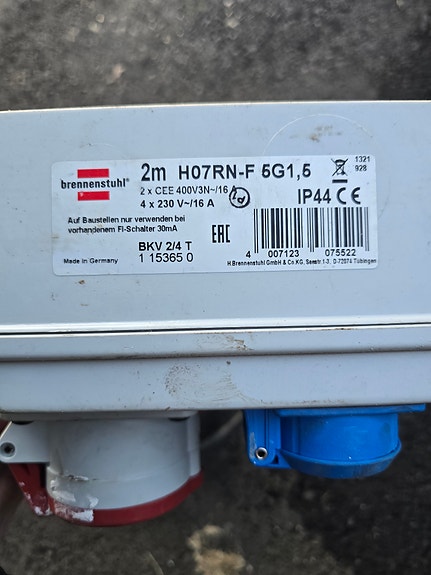 brennenstuhl®
2m H07RN-F 5G1,5
2 x CEE 400V3N~/16 A
4 x 230 V~/16 A
1321
928
IP44 CE
Auf Baustellen nur verwenden bei
vorhandenem FI-Schalter 30mA
EAC
BKV 2/4 T
1 15365 0
Made in Germany
4 007123 075522
H.Brennenstuhl GmbH & Co KG, Seestr.1-3, D-72074 Tübingen